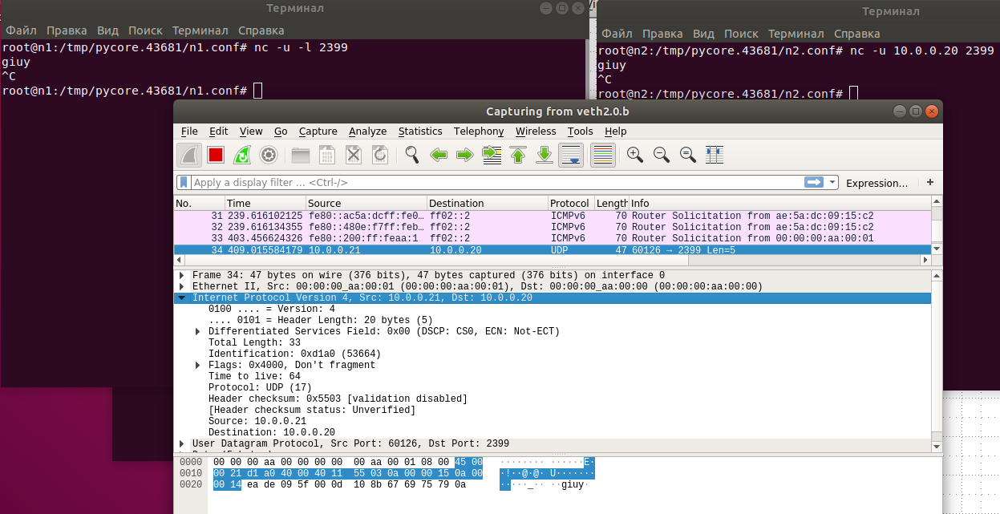 Терминал
Файл Правка Вид Поиск Терминал Справка
root@n1:/tmp/pycore.43681/n1.conf# nc -u -l 2399
giuy
^C
root@n1:/tmp/pycore.43681/n1.conf#
Терминал
Файл Правка Вид Поиск Терминал Справка
root@n2:/tmp/pycore.43681/n2.conf# nc -u 10.0.0.20 2399
giuy
^C
root@n2:/tmp/pycore.43681/n2.conf#
Capturing from veth2.0.b
File Edit View Go Capture Analyze Statistics Telephony Wireless Tools Help
Apply a display filter ... <Ctrl-/> Expression... +
No. Time Source Destination Protocol Length Info
31 239.616102125 fe80::ac5a:dcff:fe0… ff02::2 ICMPv6 70 Router Solicitation from ae:5a:dc:09:15:c2
32 239.616134355 fe80::480e:f7ff:feb… ff02::2 ICMPv6 70 Router Solicitation from ae:5a:dc:09:15:c2
33 403.456624326 fe80::200:ff:feaa:1 ff02::2 ICMPv6 70 Router Solicitation from 00:00:00:aa:00:01
34 409.015584179 10.0.0.21 10.0.0.20 UDP 47 60126 → 2399 Len=5
Frame 34: 47 bytes on wire (376 bits), 47 bytes captured (376 bits) on interface 0
Ethernet II, Src: 00:00:00_aa:00:01 (00:00:00:aa:00:01), Dst: 00:00:00_aa:00:00 (00:00:00:aa:00:00)
Internet Protocol Version 4, Src: 10.0.0.21, Dst: 10.0.0.20
0100 .... = Version: 4
.... 0101 = Header Length: 20 bytes (5)
Differentiated Services Field: 0x00 (DSCP: CS0, ECN: Not-ECT)
Total Length: 33
Identification: 0xd1a0 (53664)
Flags: 0x4000, Don't fragment
Time to live: 64
Protocol: UDP (17)
Header checksum: 0x5503 [validation disabled]
[Header checksum status: Unverified]
Source: 10.0.0.21
Destination: 10.0.0.20
User Datagram Protocol, Src Port: 60126, Dst Port: 2399
0000 00 00 00 aa 00 00 00 00 00 aa 00 01 08 00 45 00 ········ ······E·
0010 00 21 d1 a0 40 00 40 11 55 03 0a 00 00 15 0a 00 ·!··@·@· U·······
0020 00 14 ea de 09 5f 00 0d 10 8b 67 69 75 79 0a ·····_·· ··giuy·